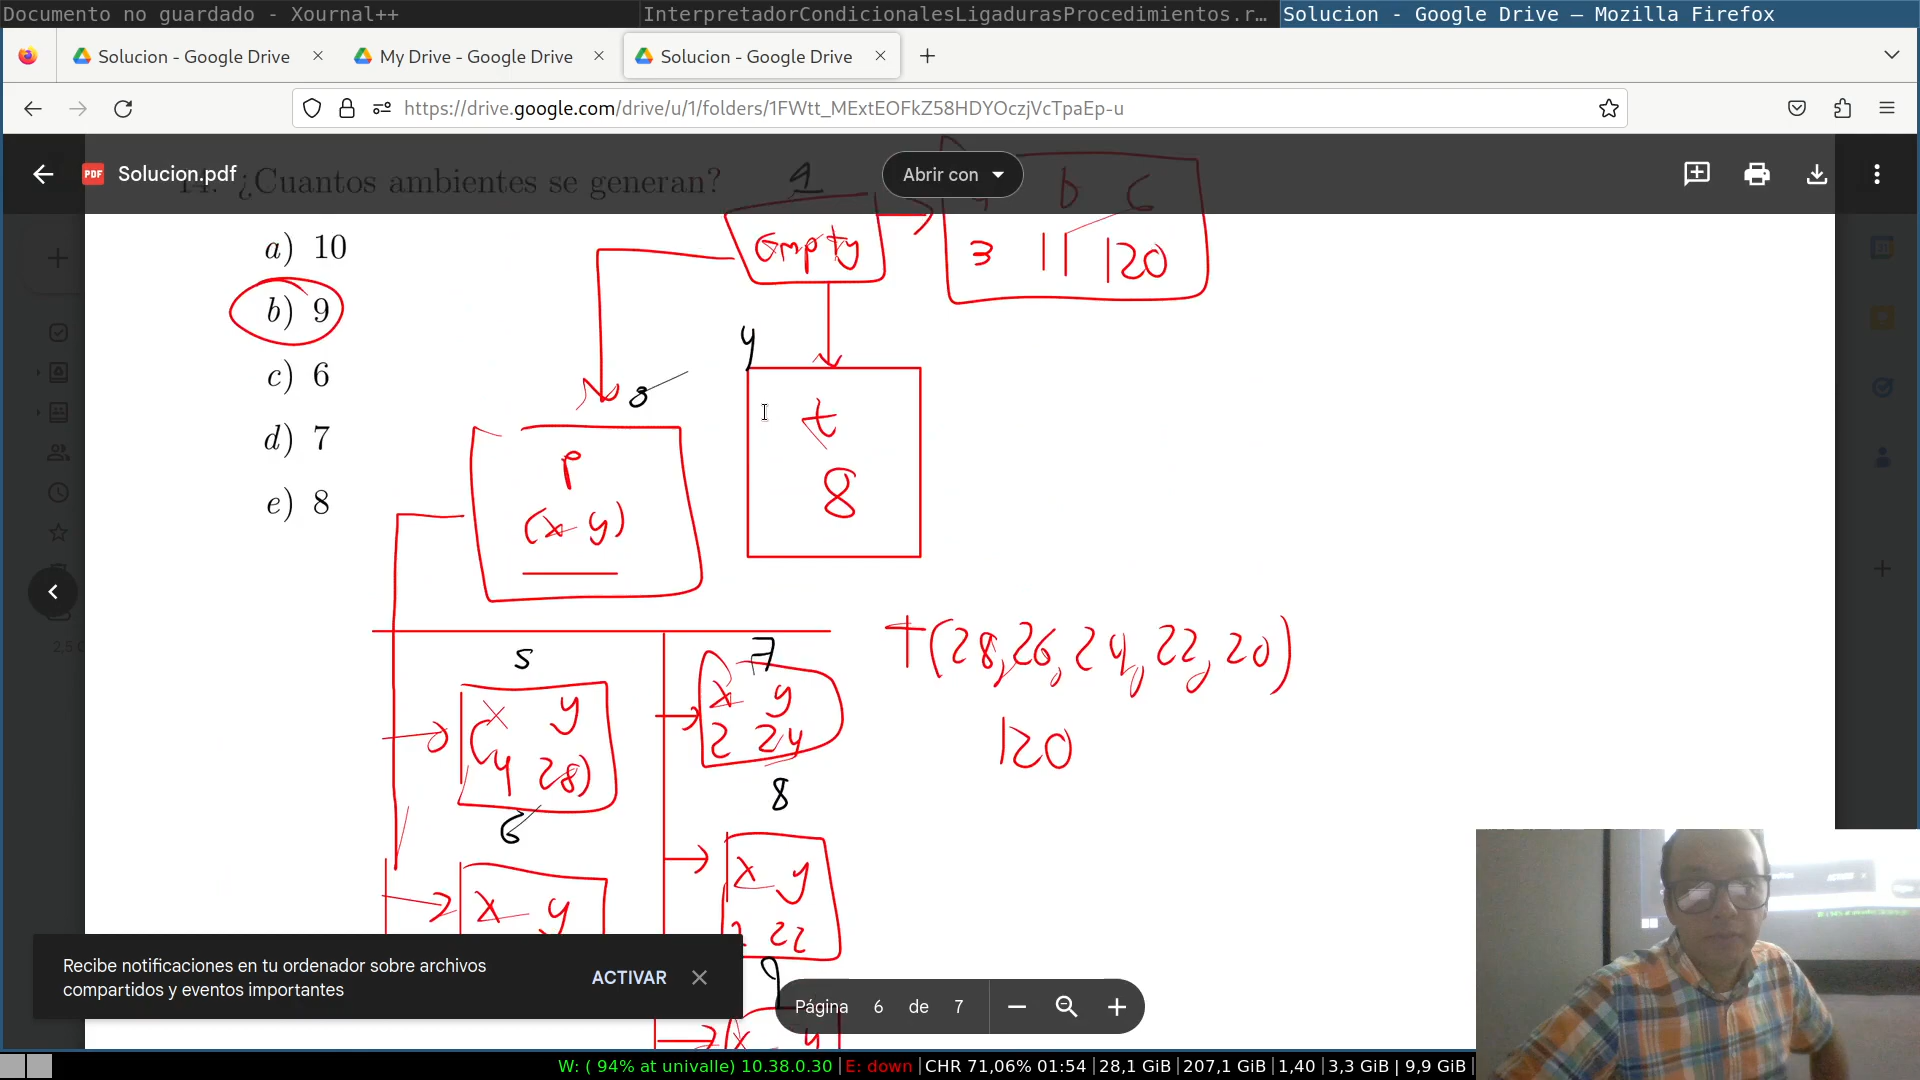 Documento no guardado - Xournal++
InterpretadorCondicionalesLigadurasProcedimientos.r...
Solucion - Google Drive — Mozilla Firefox
Solucion - Google Drive
My Drive - Google Drive
Solucion - Google Drive
https://drive.google.com/drive/u/1/folders/1FWtt_MExtEOFkZ58HDYOczjVcTpaEp-u
PDF Solucion.pdf
Abrir con
14. ¿Cuantos ambientes se generan?
a) 10
b) 9
c) 6
d) 7
e) 8
Empty
b c
3 11 120
y
8
t
8
p
(x y)
5
x y
(4 28)
6
x y
7
x y
2 24
8
x y
22
9
x y
+(28,26,24,22,20)
120
Recibe notificaciones en tu ordenador sobre archivos
compartidos y eventos importantes
ACTIVAR
Página 6 de 7
W: ( 94% at univalle) 10.38.0.30 | E: down | CHR 71,06% 01:54 | 28,1 GiB | 207,1 GiB | 1,40 | 3,3 GiB | 9,9 GiB